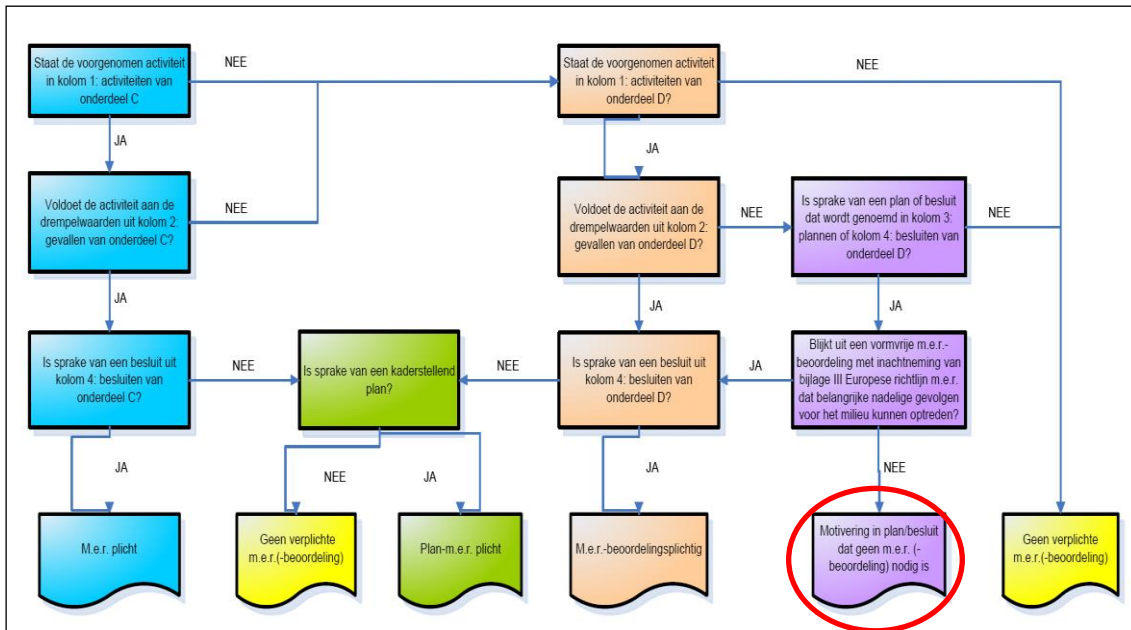 Staat de voorgenomen activiteit
in kolom 1: activiteiten van
onderdeel C
NEE
Staat de voorgenomen activiteit
in kolom 1: activiteiten van
onderdeel D?
NEE
JA
JA
Voldoet de activiteit aan de
drempelwaarden uit kolom 2:
gevallen van onderdeel C?
NEE
Voldoet de activiteit aan de
drempelwaarden uit kolom 2:
gevallen van onderdeel D?
NEE
Is sprake van een plan of besluit
dat wordt genoemd in kolom 3:
plannen of kolom 4: besluiten van
onderdeel D?
NEE
JA
JA
JA
Is sprake van een besluit uit
kolom 4: besluiten van
onderdeel C?
NEE
Is sprake van een kaderstellend
plan?
NEE
Is sprake van een besluit uit
kolom 4: besluiten van
onderdeel D?
JA
Blijkt uit een vormvrije m.e.r.-
beoordeling met inachtneming van
bijlage III Europese richtlijn m.e.r.
dat belangrijke nadelige gevolgen
voor het milieu kunnen optreden?
JA
NEE
JA
JA
NEE
M.e.r. plicht
Geen verplichte
m.e.r.(-beoordeling)
Plan-m.e.r. plicht
M.e.r.-beoordelingsplichtig
Motivering in plan/besluit
dat geen m.e.r. (-
beoordeling) nodig is
Geen verplichte
m.e.r.(-beoordeling)